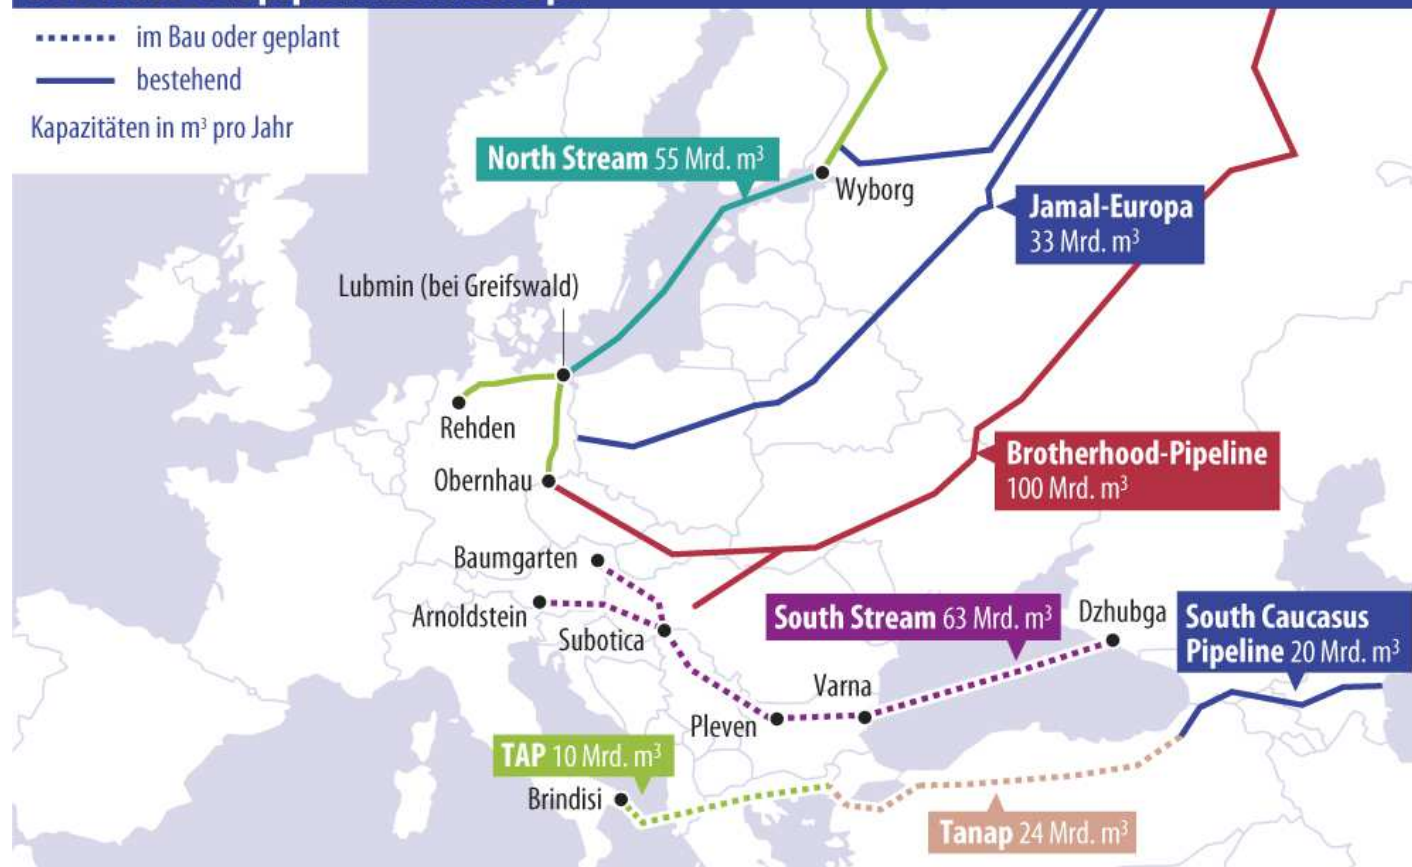 im Bau oder geplant
bestehend
Kapazitäten in m³ pro Jahr
North Stream 55 Mrd. m³
Wyborg
Jamal-Europa
33 Mrd. m³
Lubmin (bei Greifswald)
Rehden
Obernhau
Brotherhood-Pipeline
100 Mrd. m³
Baumgarten
Arnoldstein
Subotica
South Stream 63 Mrd. m³
Dzhubga
South Caucasus
Pipeline 20 Mrd. m³
Varna
Pleven
TAP 10 Mrd. m³
Brindisi
Tanap 24 Mrd. m³